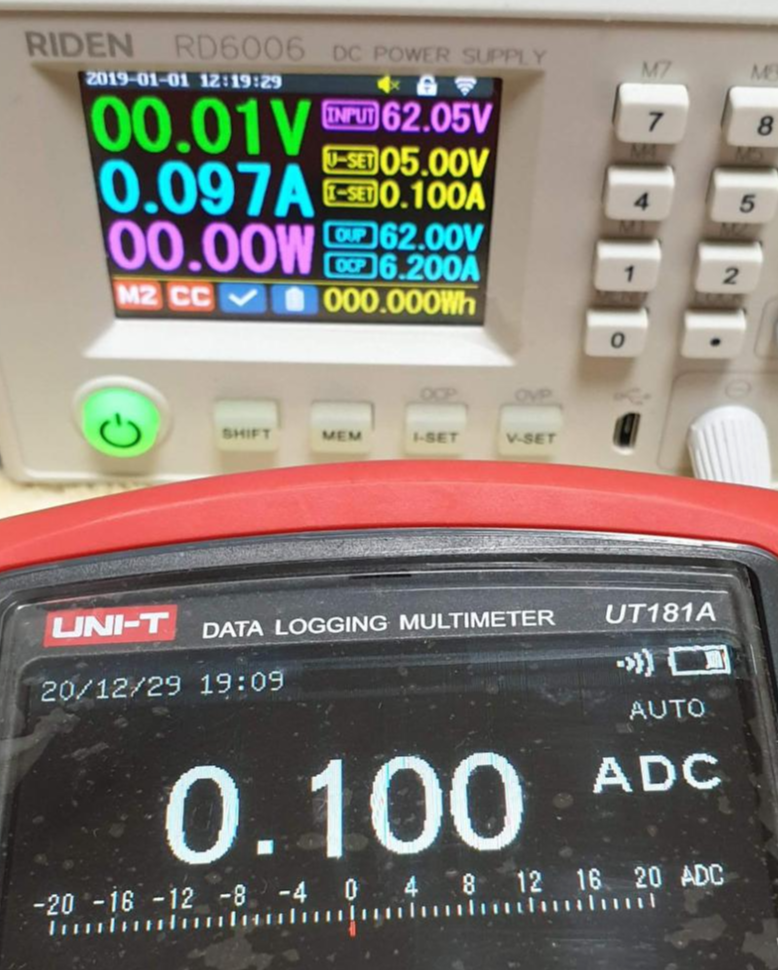 RIDEN RD6006 DC POWER SUPPLY
2019-01-01 12:19:29
00.01V
INPUT 62.05V
0.097A
V-SET 05.00V
I-SET 0.100A
00.00W
OVP 62.00V
OCP 6.200A
M2 CC 000.000Wh
M7
7
8
4
5
1
2
0
.
OCP OVP
SHIFT MEM I-SET V-SET
UNI-T DATA LOGGING MULTIMETER UT181A
20/12/29 19:09
AUTO
0.100 ADC
-20 -16 -12 -8 -4 0 4 8 12 16 20 ADC